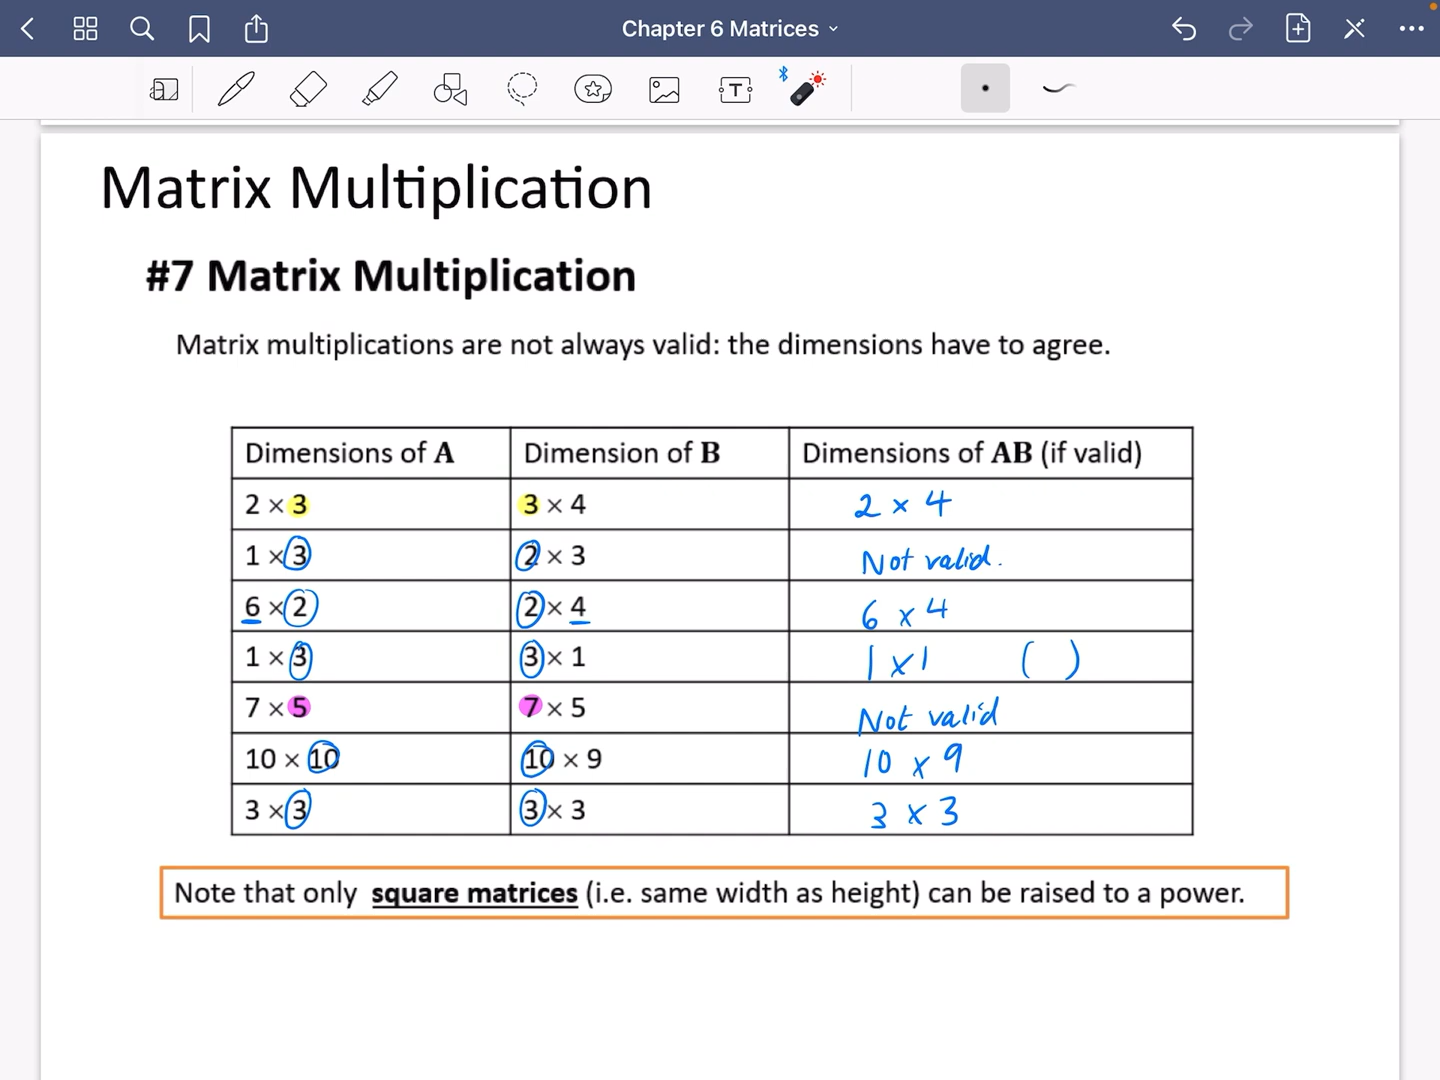 Chapter 6 Matrices
Matrix Multiplication
#7 Matrix Multiplication
Matrix multiplications are not always valid: the dimensions have to agree.
Dimensions of A Dimension of B Dimensions of AB (if valid)
2 × 3 3 × 4 2 × 4
1 × 3 2 × 3 Not valid.
6 × 2 2 × 4 6 × 4
1 × 3 3 × 1 1 × 1 ( )
7 × 5 7 × 5 Not valid
10 × 10 10 × 9 10 × 9
3 × 3 3 × 3 3 × 3
Note that only square matrices (i.e. same width as height) can be raised to a power.